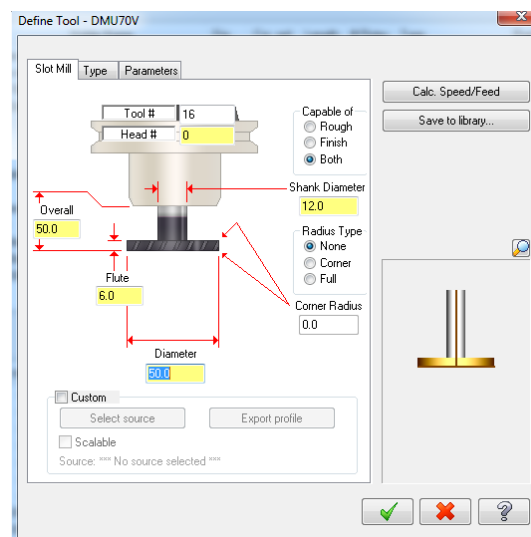 Define Tool - DMU70V
Slot Mill Type Parameters
Calc. Speed/Feed
Save to library...
Tool # 16
Head # 0
Capable of
Rough
Finish
Both
Shank Diameter
12.0
Overall
50.0
Radius Type
None
Corner
Full
Flute
6.0
Corner Radius
0.0
Diameter
50.0
Custom
Select source Export profile
Scalable
Source: *** No source selected ***